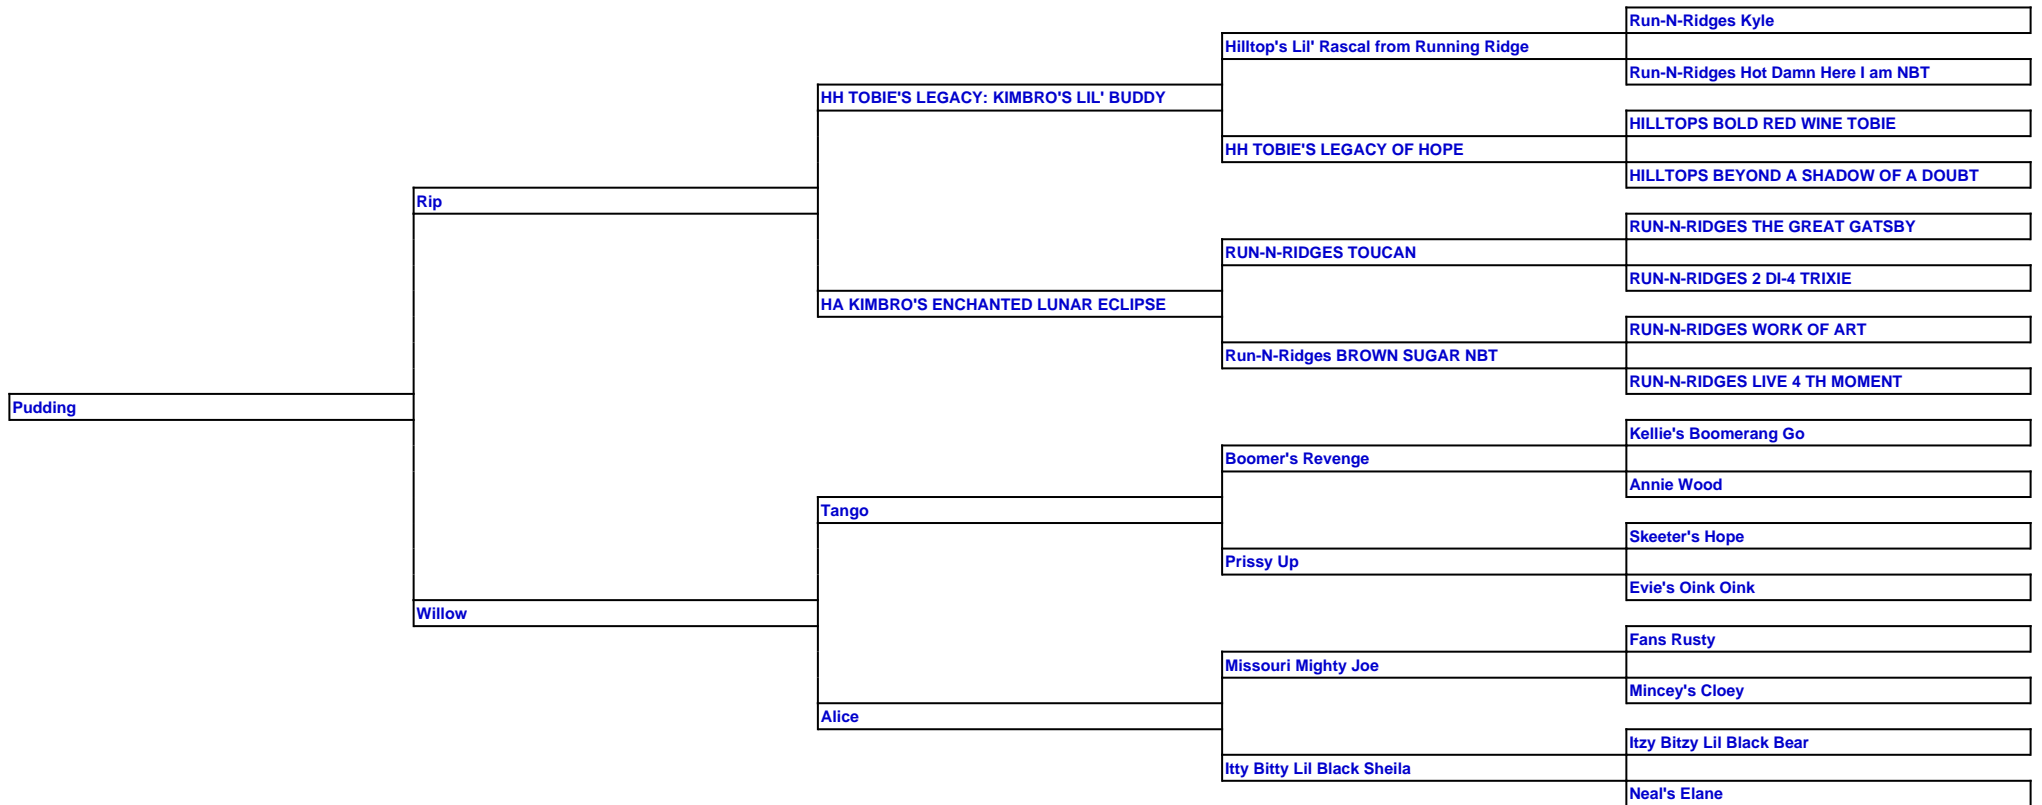 Run-N-Ridges Kyle
Hilltop's Lil' Rascal from Running Ridge
Run-N-Ridges Hot Damn Here I am NBT
HH TOBIE'S LEGACY: KIMBRO'S LIL' BUDDY
HILLTOPS BOLD RED WINE TOBIE
HH TOBIE'S LEGACY OF HOPE
HILLTOPS BEYOND A SHADOW OF A DOUBT
Rip
RUN-N-RIDGES THE GREAT GATSBY
RUN-N-RIDGES TOUCAN
RUN-N-RIDGES 2 DI-4 TRIXIE
HA KIMBRO'S ENCHANTED LUNAR ECLIPSE
RUN-N-RIDGES WORK OF ART
Run-N-Ridges BROWN SUGAR NBT
RUN-N-RIDGES LIVE 4 TH MOMENT
Pudding
Kellie's Boomerang Go
Boomer's Revenge
Annie Wood
Tango
Skeeter's Hope
Prissy Up
Evie's Oink Oink
Willow
Fans Rusty
Missouri Mighty Joe
Mincey's Cloey
Alice
Itzy Bitzy Lil Black Bear
Itty Bitty Lil Black Sheila
Neal's Elane